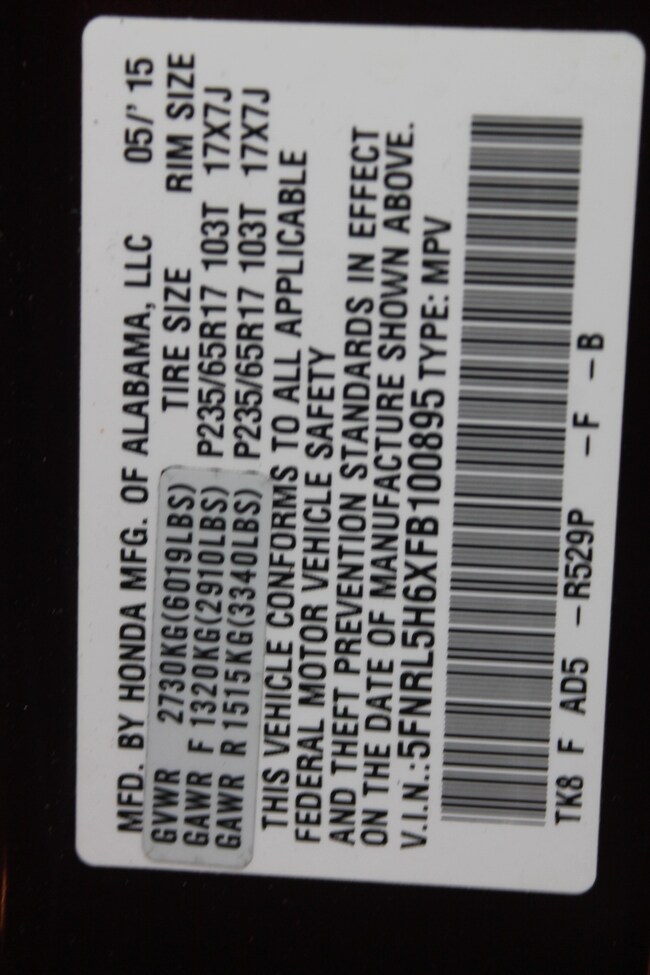 MFD. BY HONDA MFG. OF ALABAMA, LLC 05/' 15
TIRE SIZE RIM SIZE
GVWR 2730KG(6019LBS)
GAWR F 1320KG(2910LBS) P235/65R17 103T 17X7J
GAWR R 1515KG(3340LBS) P235/65R17 103T 17X7J
THIS VEHICLE CONFORMS TO ALL APPLICABLE
FEDERAL MOTOR VEHICLE SAFETY
AND THEFT PREVENTION STANDARDS IN EFFECT
ON THE DATE OF MANUFACTURE SHOWN ABOVE.
V.I.N.:5FNRL5H6XFB100895 TYPE: MPV
TK8 F AD5 -R529P -F -B